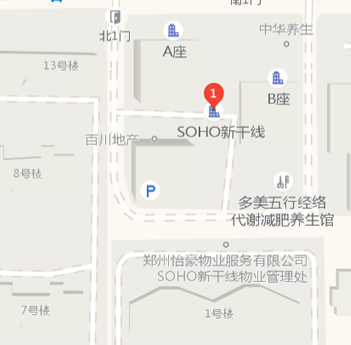 南1门
北1门
中华养生
A座
13号楼
B座
1
SOHO新干线
百川地产
8号楼
P
多美五行经络
代谢减肥养生馆
郑州怡豪物业服务有限公司
SOHO新干线物业管理处
7号楼
1号楼